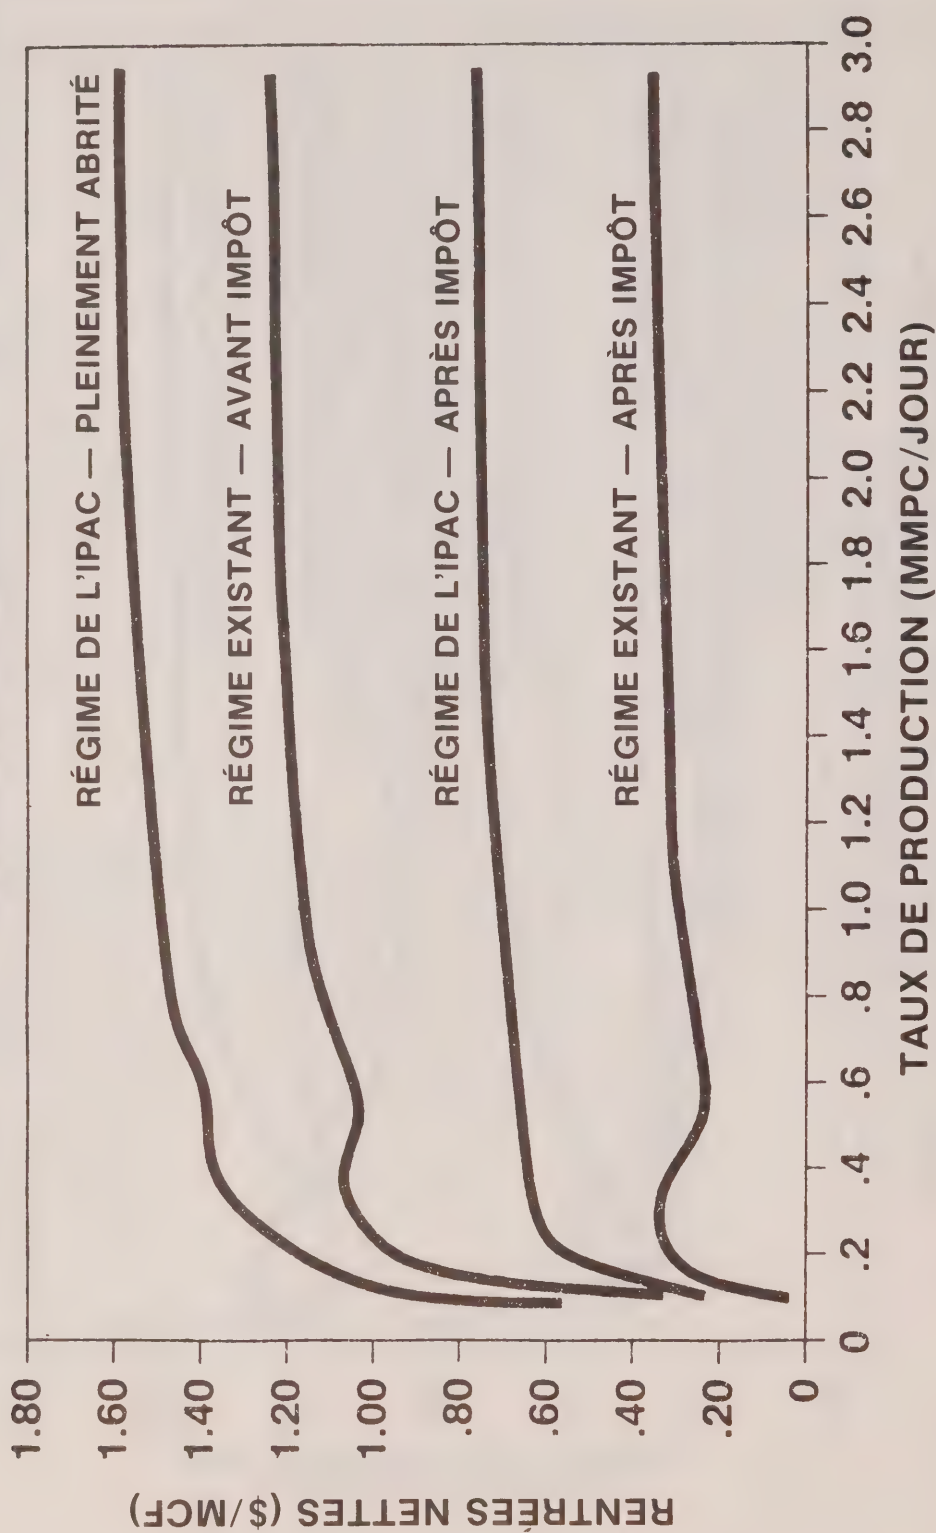 RENTRÉES NETTES ($/MCF)
1.80
1.60
1.40
1.20
1.00
.80
.60
.40
.20
0
RÉGIME DE L'IPAC — PLEINEMENT ABRITÉ
RÉGIME EXISTANT — AVANT IMPÔT
RÉGIME DE L'IPAC — APRÈS IMPÔT
RÉGIME EXISTANT — APRÈS IMPÔT
0 .2 .4 .6 .8 1.0 1.2 1.4 1.6 1.8 2.0 2.2 2.4 2.6 2.8 3.0
TAUX DE PRODUCTION (MMPC/JOUR)